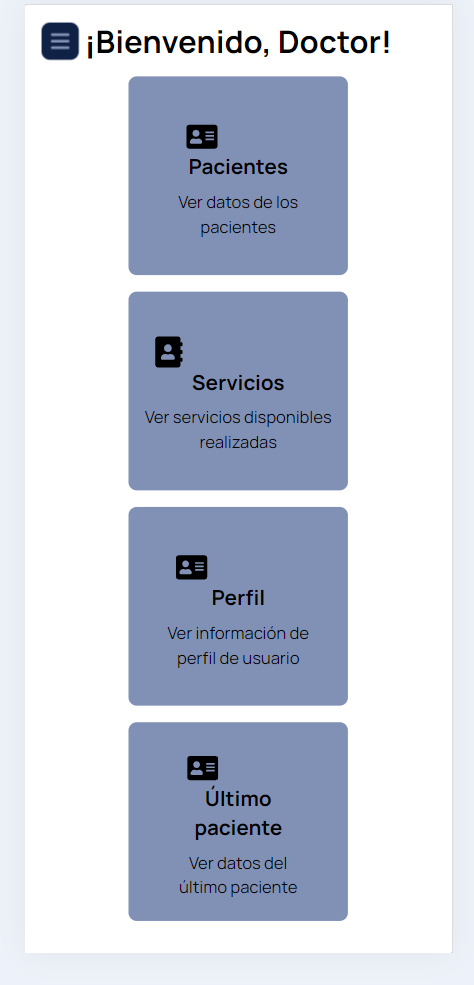 ¡Bienvenido, Doctor!
Pacientes
Ver datos de los
pacientes
Servicios
Ver servicios disponibles
realizadas
Perfil
Ver información de
perfil de usuario
Último
paciente
Ver datos del
último paciente